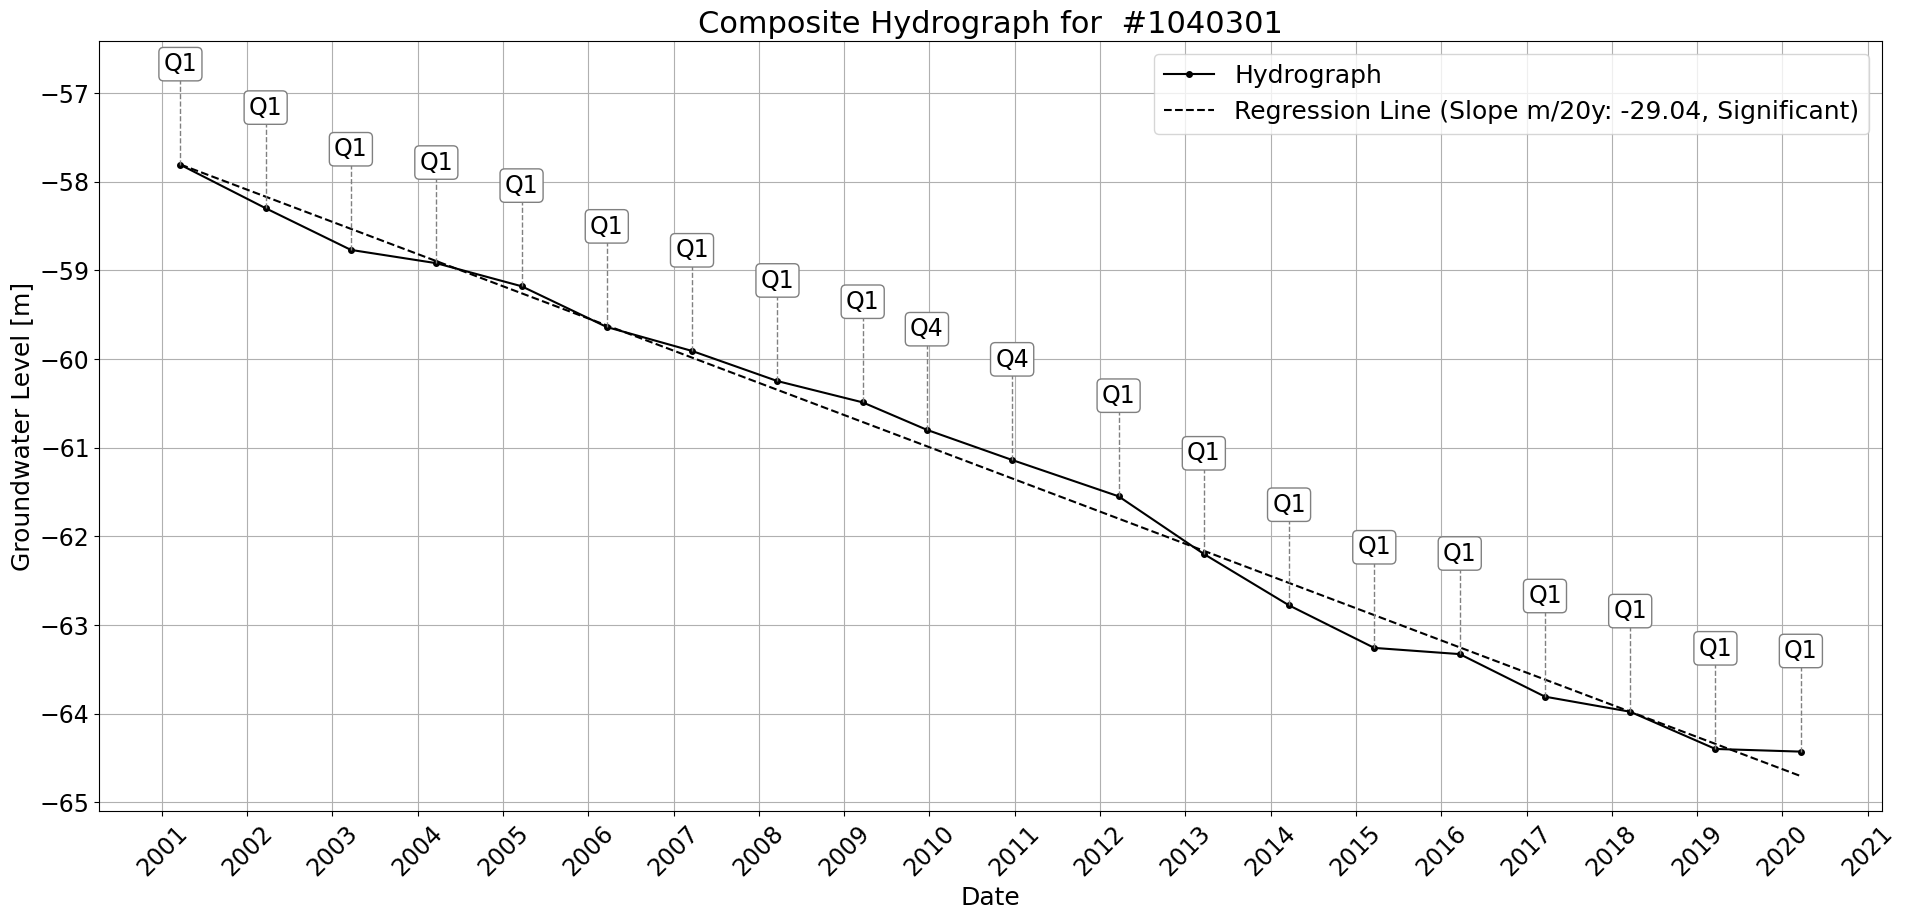 Composite Hydrograph for #1040301
Hydrograph
Regression Line (Slope m/20y: -29.04, Significant)
Groundwater Level [m]
−57
−58
−59
−60
−61
−62
−63
−64
−65
Q1
Q1
Q1
Q1
Q1
Q1
Q1
Q1
Q1
Q4
Q4
Q1
Q1
Q1
Q1
Q1
Q1
Q1
Q1
Q1
2001
2002
2003
2004
2005
2006
2007
2008
2009
2010
2011
2012
2013
2014
2015
2016
2017
2018
2019
2020
2021
Date